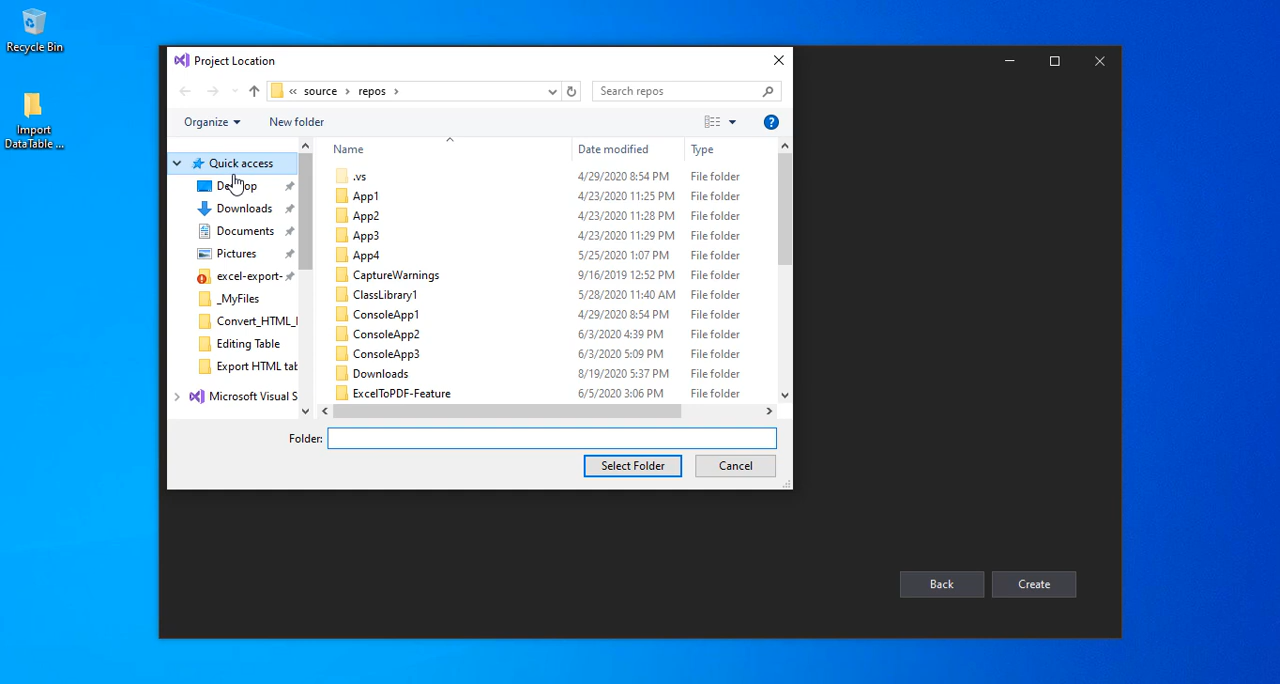 Recycle Bin
Import
DataTable ...
Project Location
« source › repos ›
Search repos
Organize
New folder
?
Quick access
Downloads
Documents
Pictures
excel-export-
_MyFiles
Convert_HTML_
Editing Table
Export HTML tab
Microsoft Visual S
Name Date modified Type
.vs 4/29/2020 8:54 PM File folder
App1 4/23/2020 11:25 PM File folder
App2 4/23/2020 11:28 PM File folder
App3 4/23/2020 11:29 PM File folder
App4 5/25/2020 1:07 PM File folder
CaptureWarnings 9/16/2019 12:52 PM File folder
ClassLibrary1 5/28/2020 11:40 AM File folder
ConsoleApp1 4/29/2020 8:54 PM File folder
ConsoleApp2 6/3/2020 4:39 PM File folder
ConsoleApp3 6/3/2020 5:09 PM File folder
Downloads 8/19/2020 5:37 PM File folder
ExcelToPDF-Feature 6/5/2020 3:06 PM File folder
Folder:
Select Folder
Cancel
Back
Create